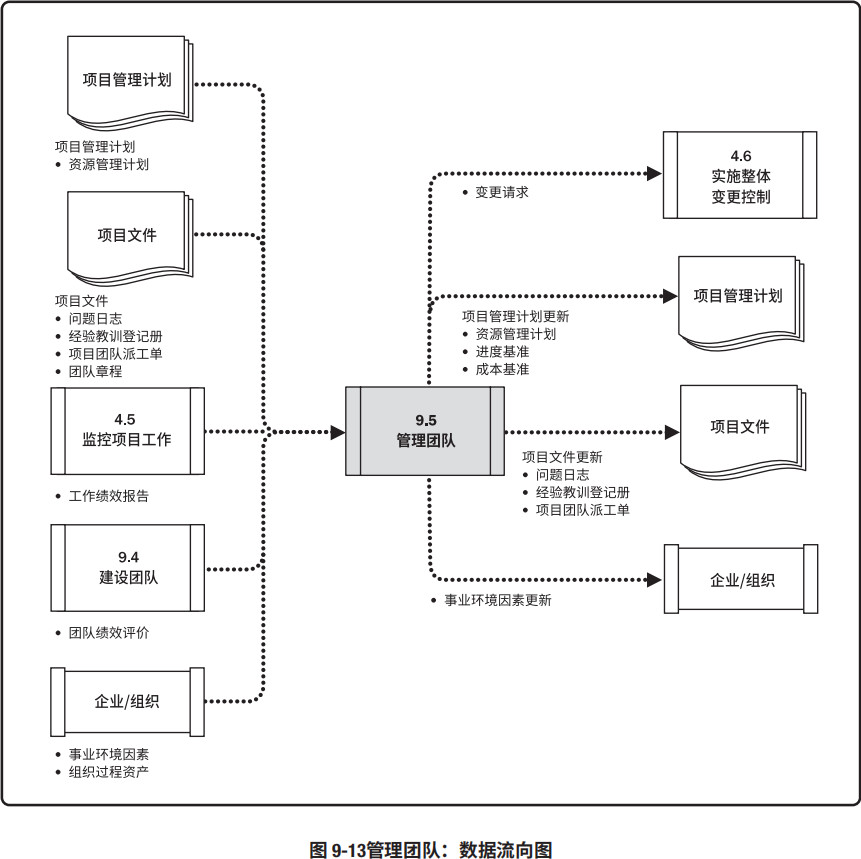 项目管理计划
项目管理计划
● 资源管理计划
项目文件
项目文件
● 问题日志
● 经验教训登记册
● 项目团队派工单
● 团队章程
4.5
监控项目工作
● 工作绩效报告
9.4
建设团队
● 团队绩效评价
企业/组织
● 事业环境因素
● 组织过程资产
9.5
管理团队
● 变更请求
4.6
实施整体
变更控制
项目管理计划更新
● 资源管理计划
● 进度基准
● 成本基准
项目管理计划
项目文件更新
● 问题日志
● 经验教训登记册
● 项目团队派工单
项目文件
● 事业环境因素更新
企业/组织
图 9-13管理团队：数据流向图